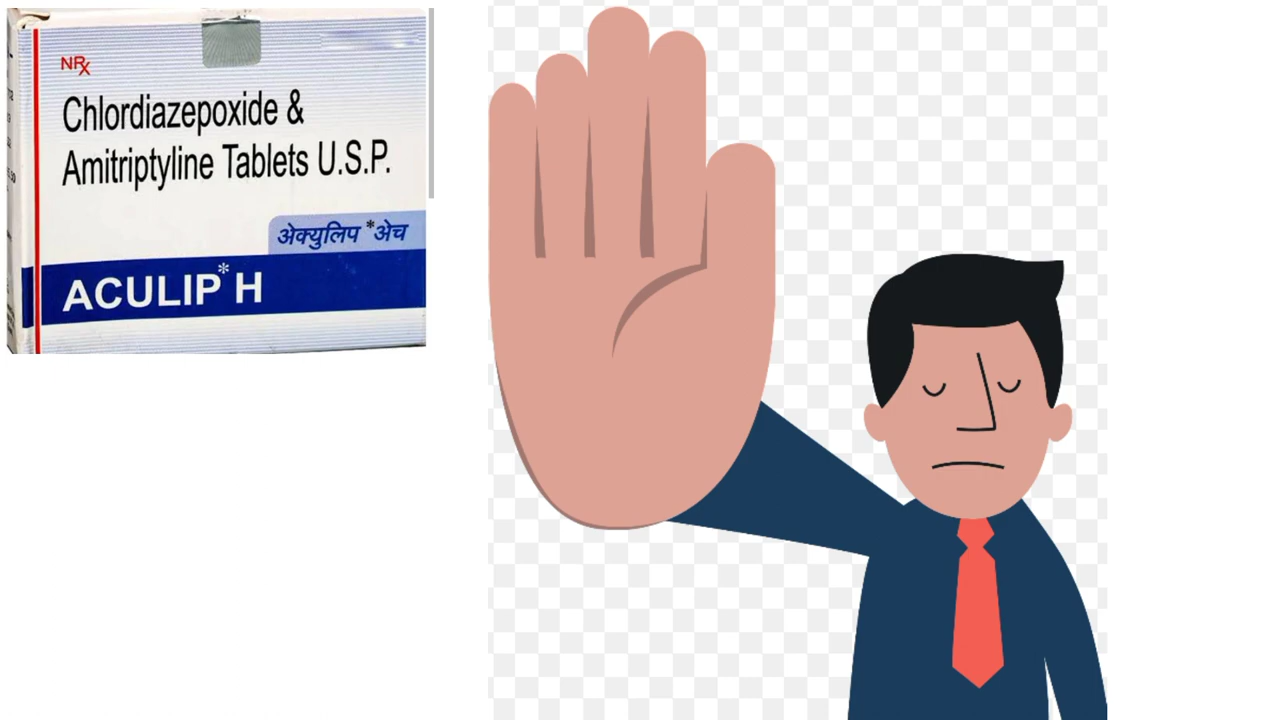 NRx
Chlordiazepoxide &
Amitriptyline Tablets U.S.P.
अेक्युलिप *अेच
ACULIP* H